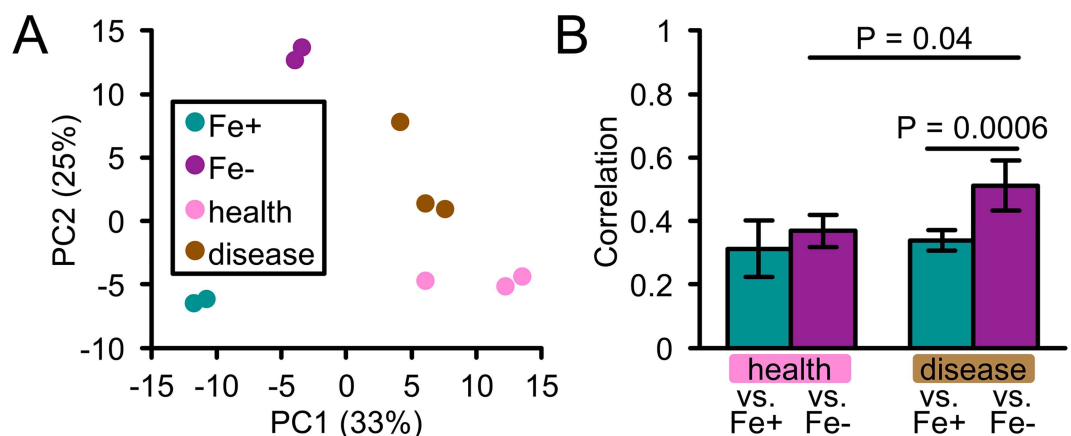 A
15
10
5
0
-5
-10
PC2 (25%)
Fe+
Fe-
health
disease
-15 -10 -5 0 5 10 15
PC1 (33%)
B
1
0.8
0.6
0.4
0.2
0
Correlation
P = 0.04
P = 0.0006
health disease
vs. vs. vs. vs.
Fe+ Fe- Fe+ Fe-